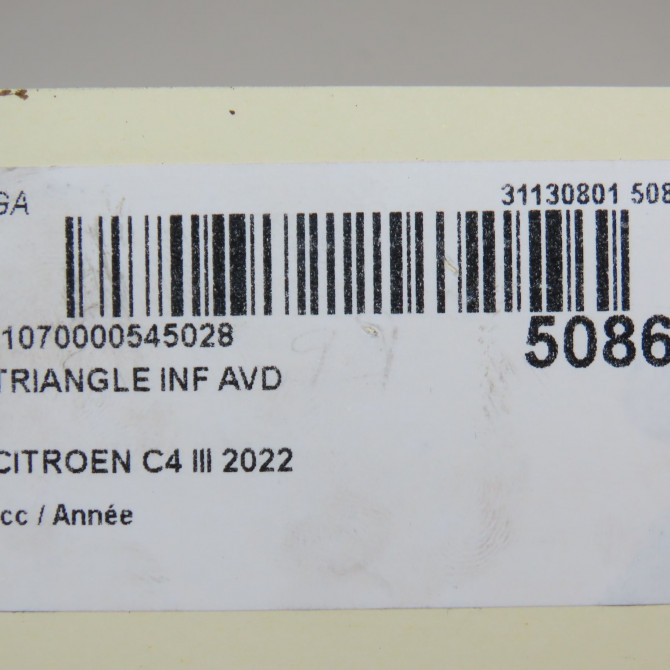 GA
31130801 508
1070000545028
5086
TRIANGLE INF AVD
CITROEN C4 III 2022
cc / Année